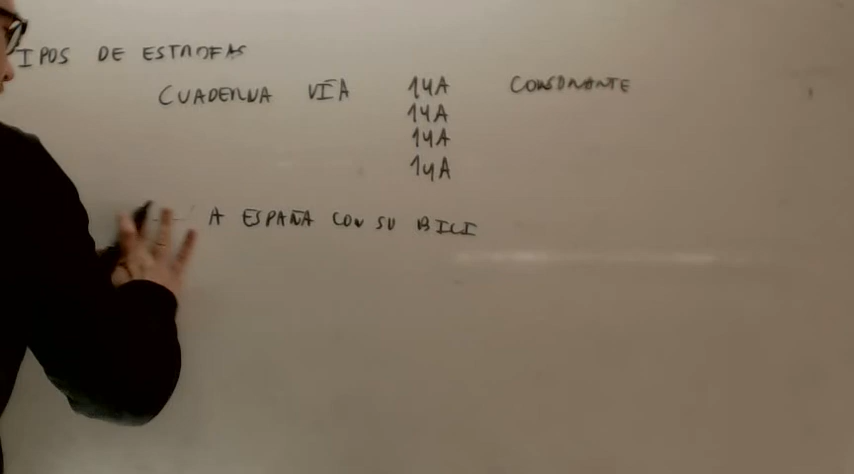 IPOS DE ESTROFAS
CUADERNA VÍA 14A CONSONANTE
14A
14A
14A
A ESPAÑA CON SU BICI